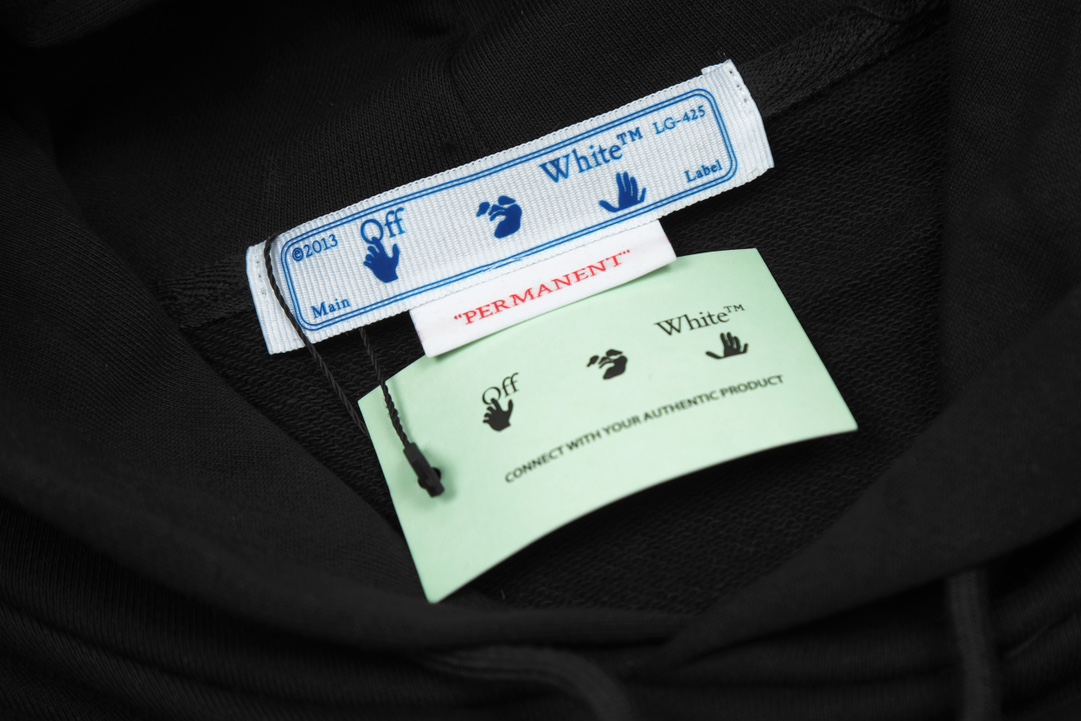 ©2013 Off White™ LG-425
Main Label
"PERMANENT"
Off White™
CONNECT WITH YOUR AUTHENTIC PRODUCT